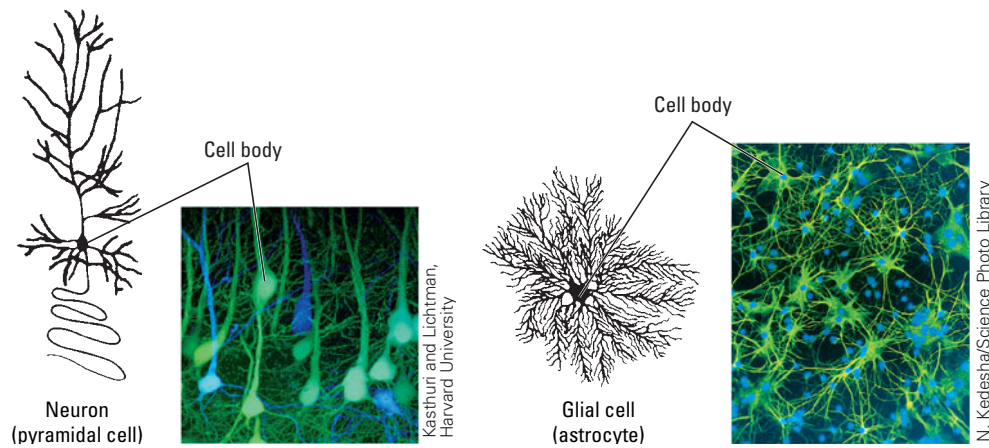 Cell body
Neuron
(pyramidal cell)
Kasthuri and Lichtman,
Harvard University
Cell body
Glial cell
(astrocyte)
N. Kedesha/Science Photo Library